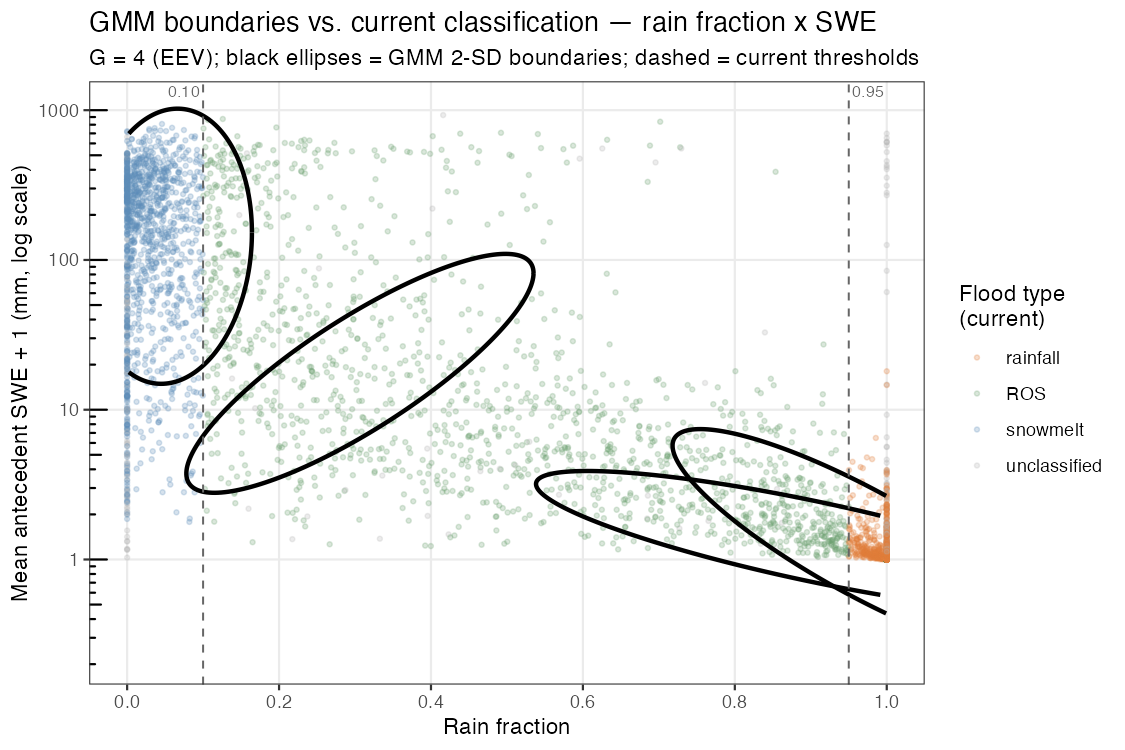 GMM boundaries vs. current classification — rain fraction x SWE
G = 4 (EEV); black ellipses = GMM 2-SD boundaries; dashed = current thresholds
0.10
0.95
1000
100
10
1
Mean antecedent SWE + 1 (mm, log scale)
0.0
0.2
0.4
0.6
0.8
1.0
Rain fraction
Flood type
(current)
rainfall
ROS
snowmelt
unclassified